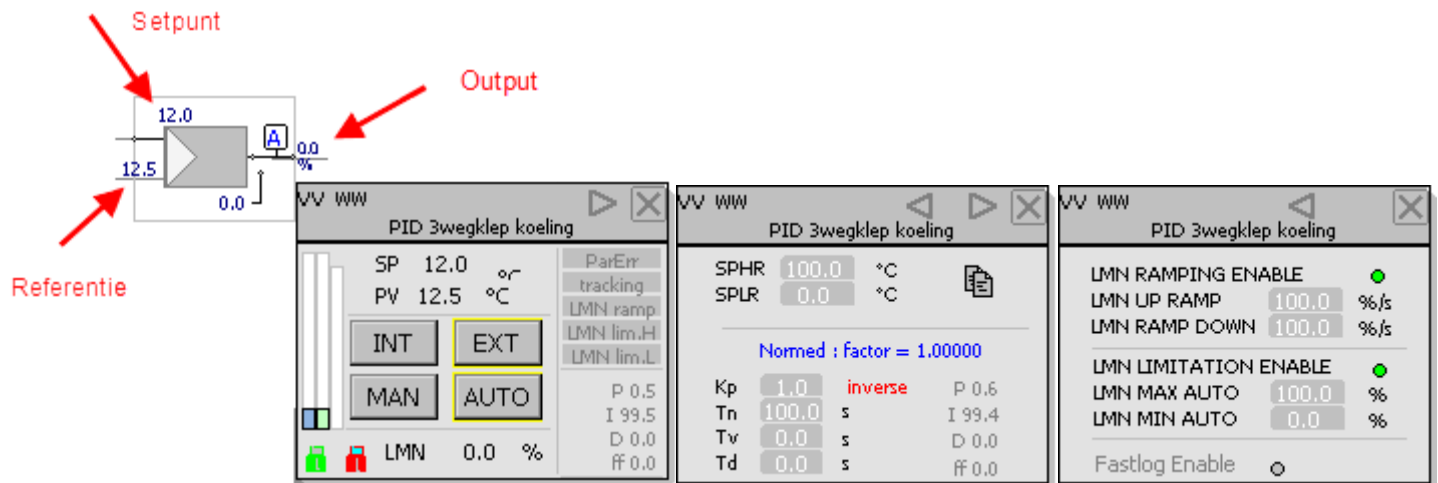 Setpunt
Output
Referentie
12.0
A
0.0
%
12.5
0.0
VV WW
PID 3wegklep koeling
SP 12.0
PV 12.5 °C
INT EXT
MAN AUTO
LMN 0.0 %
ParErr
tracking
LMN ramp
LMN lim.H
LMN lim.L
P 0.5
I 99.5
D 0.0
ff 0.0
VV WW
PID 3wegklep koeling
SPHR 100.0 °C
SPLR 0.0 °C
Normed : factor = 1.00000
Kp 1.0 inverse P 0.6
Tn 100.0 s I 99.4
Tv 0.0 s D 0.0
Td 0.0 s ff 0.0
VV WW
PID 3wegklep koeling
LMN RAMPING ENABLE
LMN UP RAMP 100.0 %/s
LMN RAMP DOWN 100.0 %/s
LMN LIMITATION ENABLE
LMN MAX AUTO 100.0 %
LMN MIN AUTO 0.0 %
Fastlog Enable